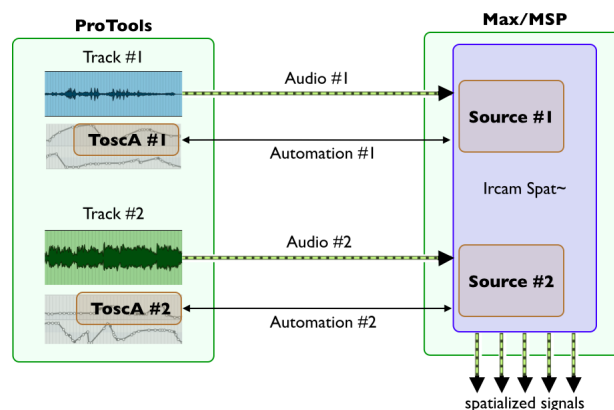 ProTools
Max/MSP
Track #1
Audio #1
Source #1
ToscA #1
Automation #1
Ircam Spat~
Track #2
Audio #2
Source #2
ToscA #2
Automation #2
spatialized signals